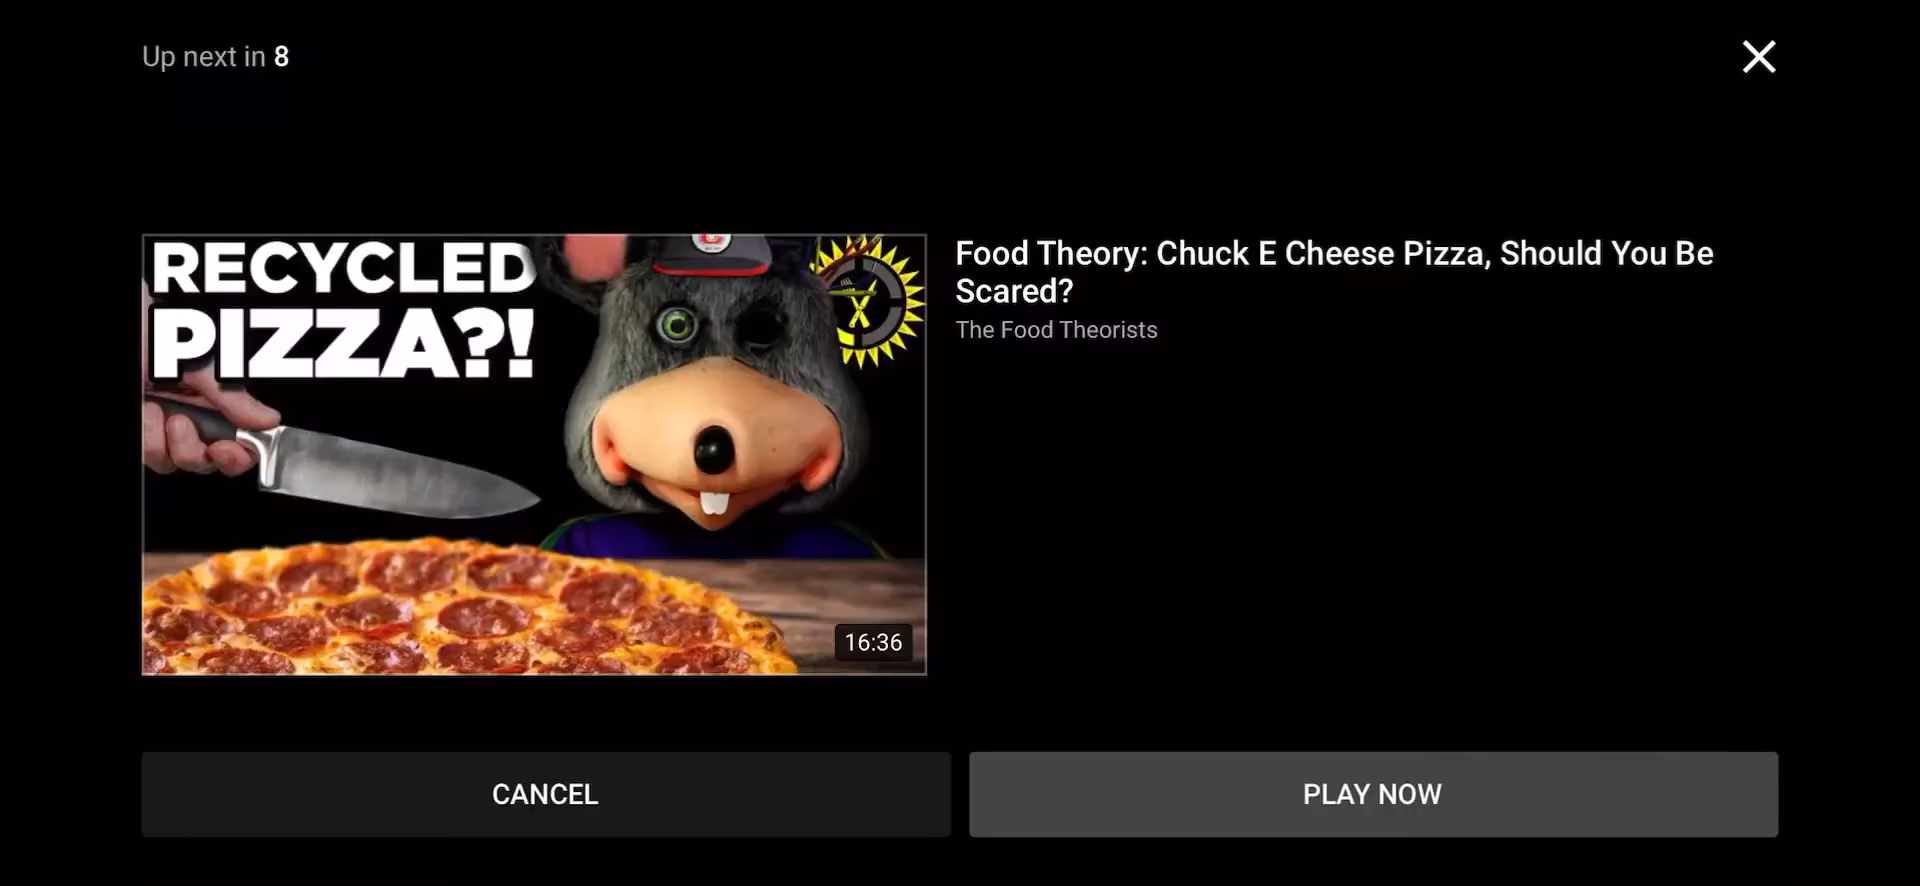 Up next in 8
RECYCLED
PIZZA?!
16:36
Food Theory: Chuck E Cheese Pizza, Should You Be
Scared?
The Food Theorists
CANCEL
PLAY NOW